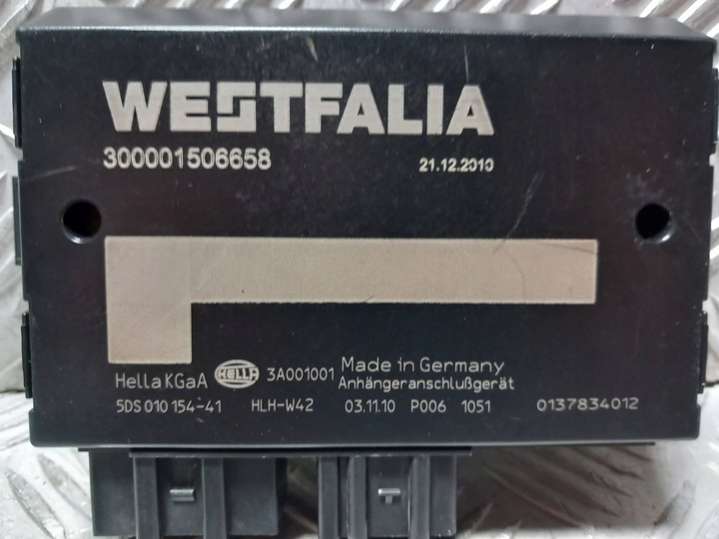 WESTFALIA
300001506658 21.12.2010
Hella KGaA HELLA 3A001001 Made in Germany
Anhängeranschlußgerät
5DS 010 154-41 HLH-W42 03.11.10 P006 1051 0137834012